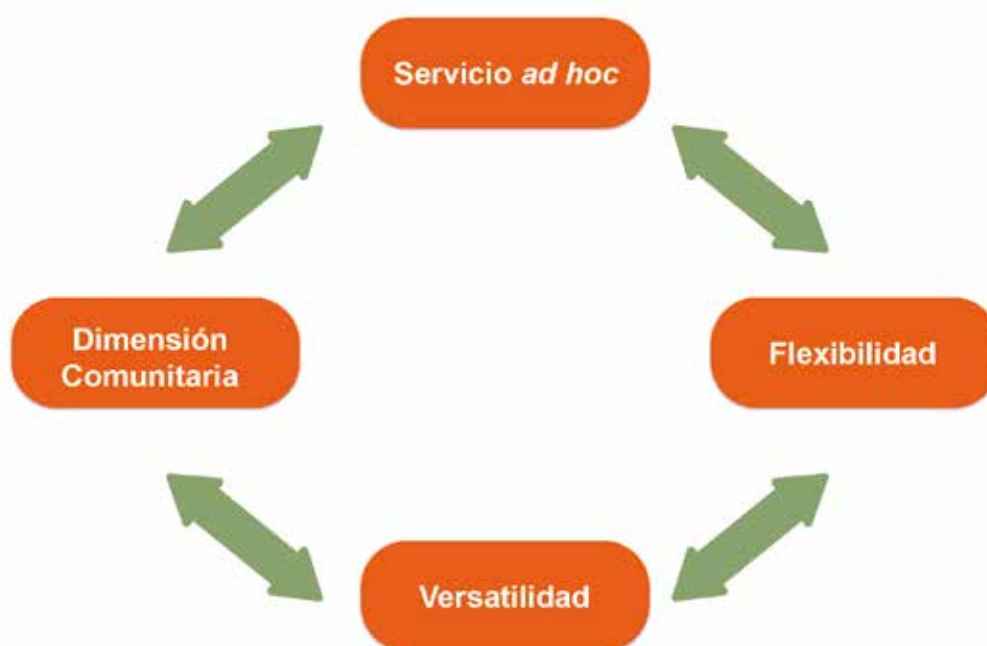 Servicio ad hoc
Dimensión
Comunitaria
Flexibilidad
Versatilidad